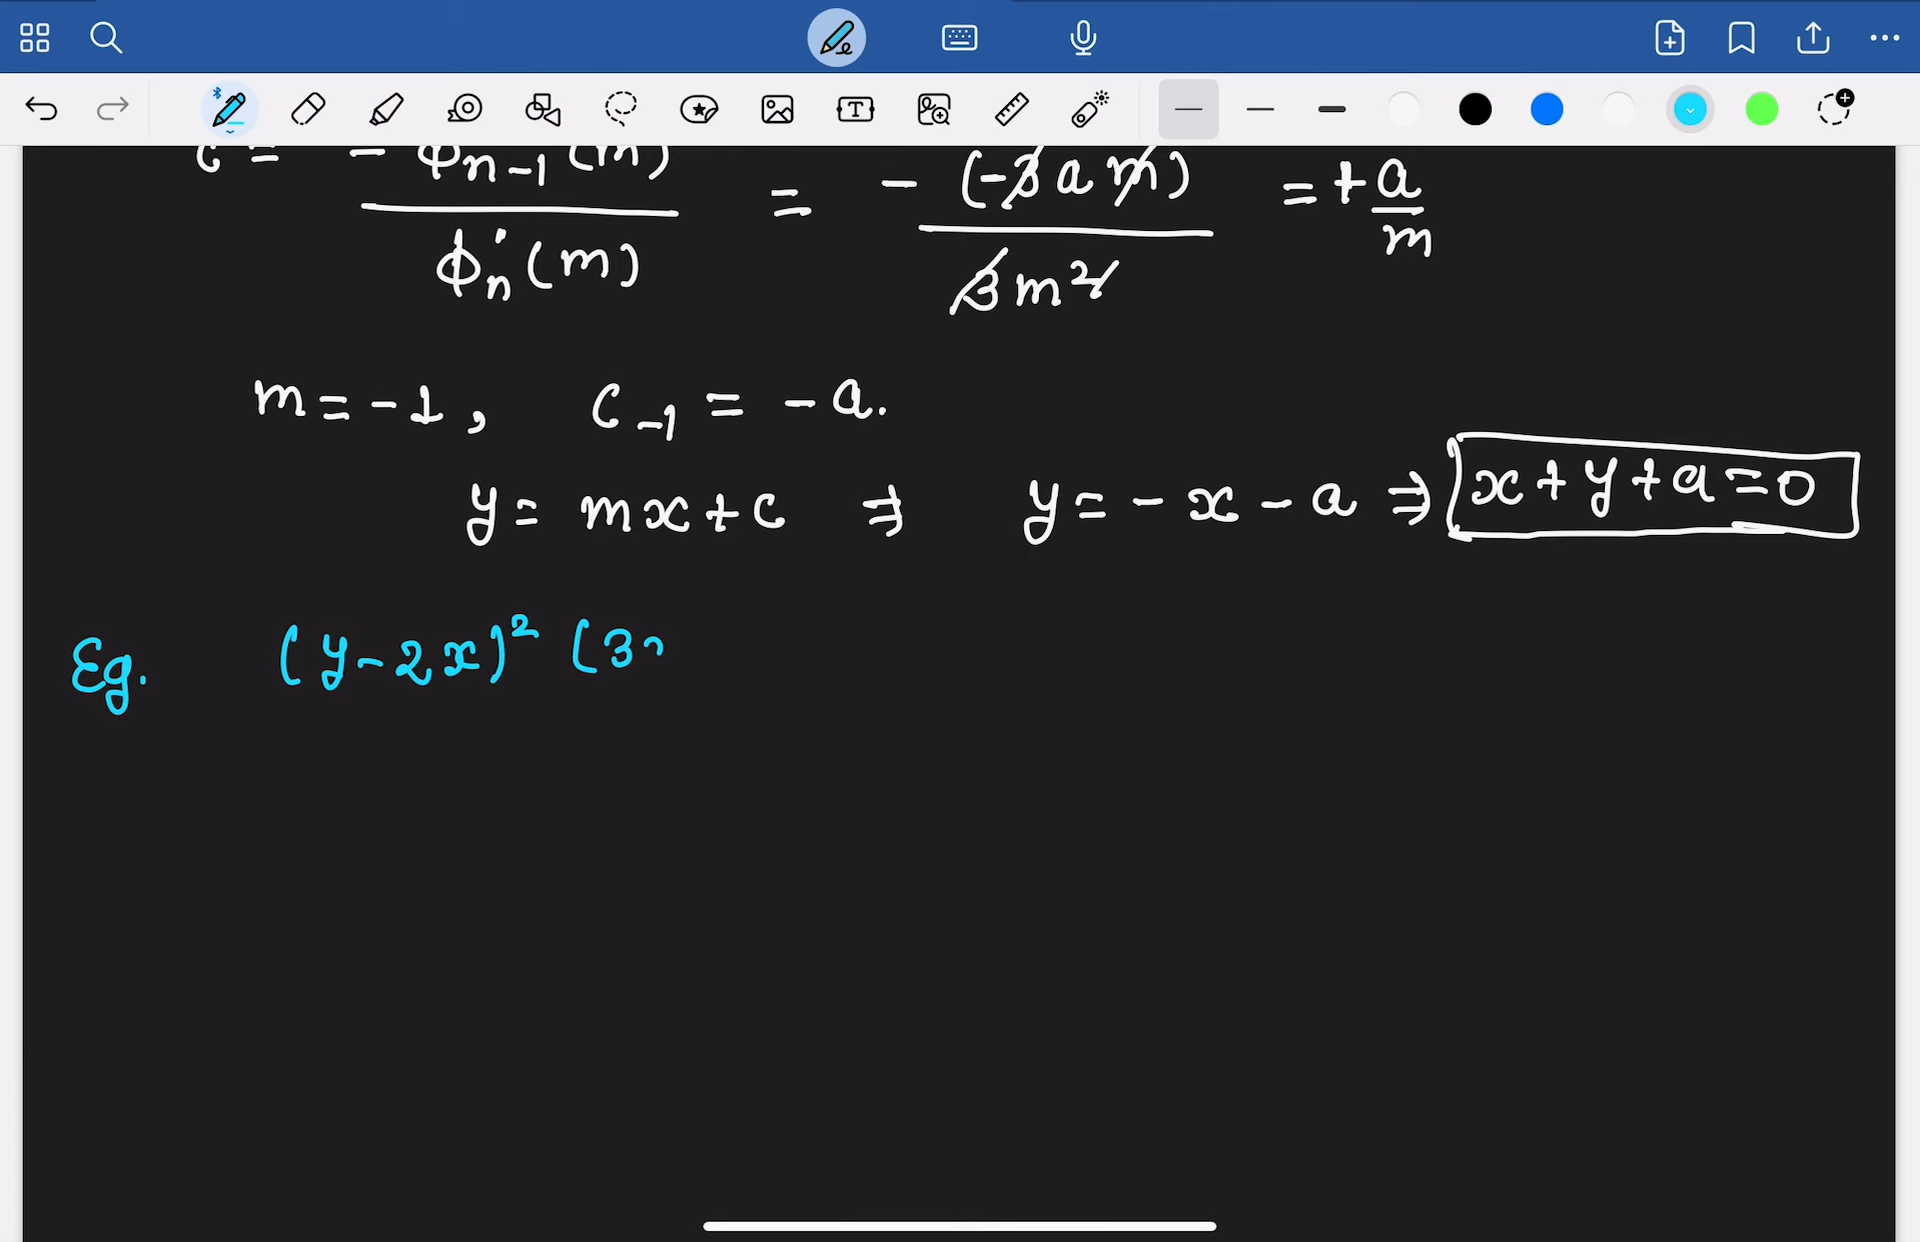 c = - ϕn-1 (m) / ϕ'n (m) = - (-3am) / 3m² = + a/m
m = -1, c-1 = -a.
y = mx + c ⇒ y = -x - a ⇒ x + y + a = 0
Eg. (y - 2x)² (3